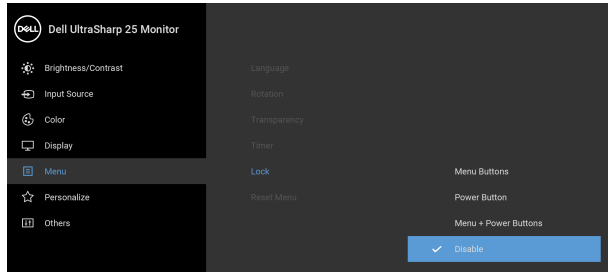 DELL Dell UltraSharp 25 Monitor
Brightness/Contrast
Input Source
Color
Display
Menu
Personalize
Others
Language
Rotation
Transparency
Timer
Lock
Reset Menu
Menu Buttons
Power Button
Menu + Power Buttons
Disable